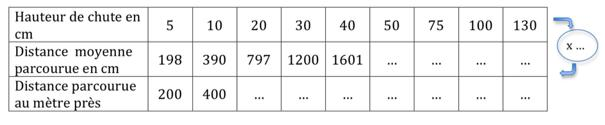 Hauteur de chute en cm 5 10 20 30 40 50 75 100 130
Distance moyenne parcourue en cm 198 390 797 1200 1601 ... ... ... ...
x ...
Distance parcourue au mètre près 200 400 ... ... ... ... ... ... ...